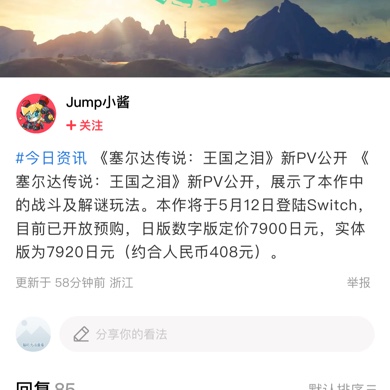 Jump小酱
+ 关注
#今日资讯 《塞尔达传说：王国之泪》新PV公开 《
塞尔达传说：王国之泪》新PV公开，展示了本作中
的战斗及解谜玩法。本作将于5月12日登陆Switch，
目前已开放预购，日版数字版定价7900日元，实体
版为7920日元（约合人民币408元）。
更新于 58分钟前 浙江 举报
分享你的看法
回复 85 默认排序